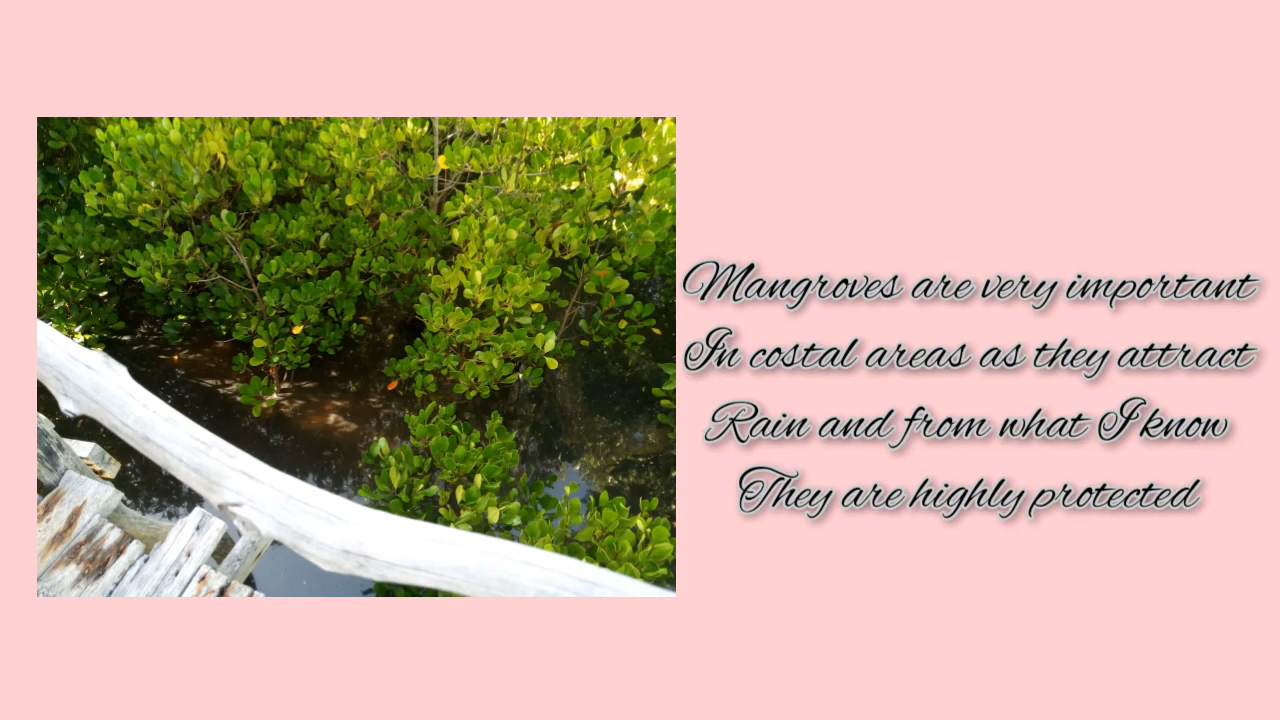 Mangroves are very important
In costal areas as they attract
Rain and from what I know
They are highly protected